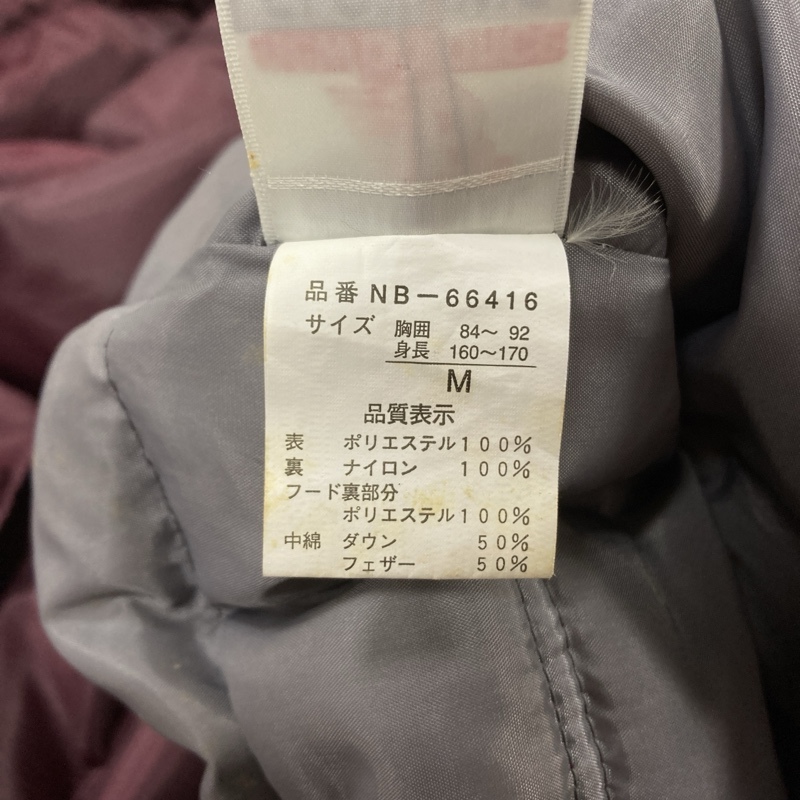 品番 NB－66416
サイズ 胸囲 84～ 92
身長 160～170
M
品質表示
表 ポリエステル１００％
裏 ナイロン １００％
フード裏部分
ポリエステル１００％
中綿 ダウン ５０％
フェザー ５０％